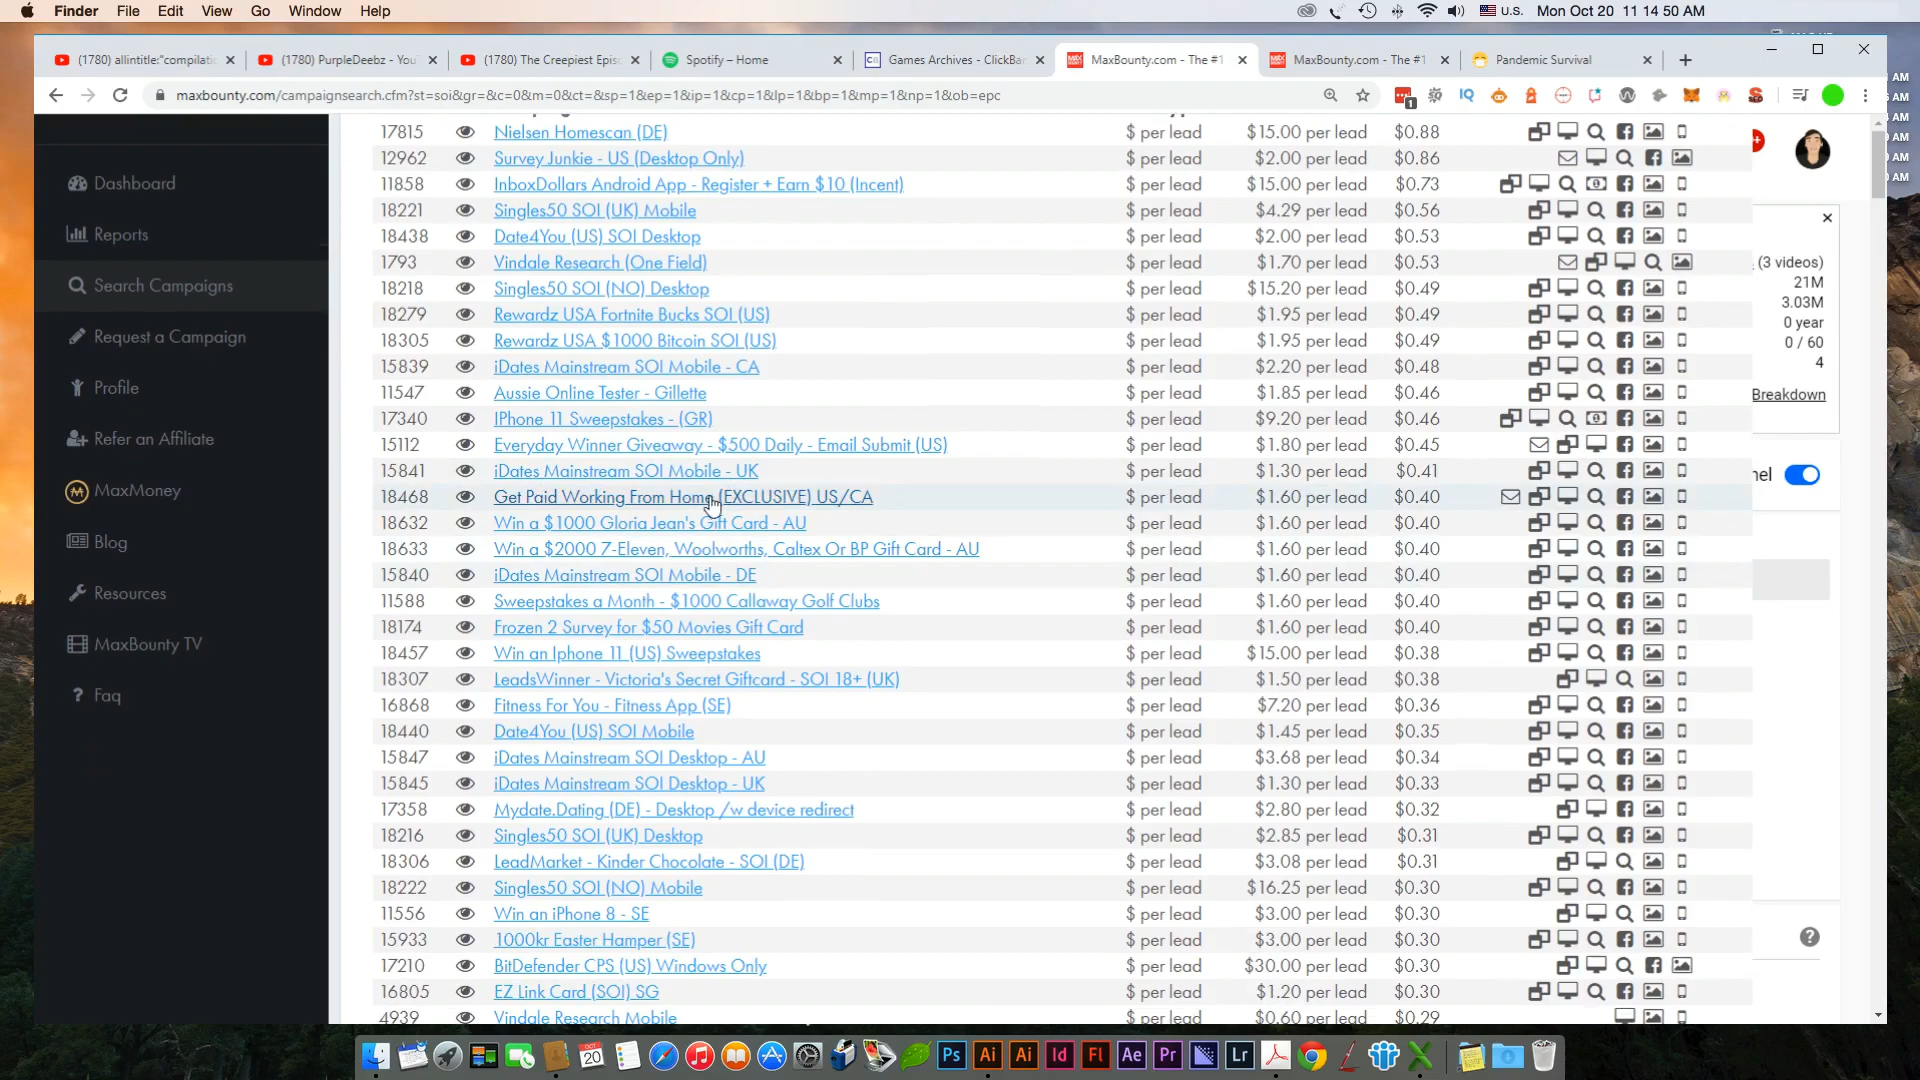 Finder File Edit View Go Window Help U.S. Mon Oct 20 11 14 50 AM
(1780) allintitle:"compilati (1780) PurpleDeebz - You (1780) The Creepiest Epis Spotify – Home Games Archives - ClickBan MaxBounty.com - The #1 MaxBounty.com - The #1 Pandemic Survival
maxbounty.com/campaignsearch.cfm?st=soi&gr=&c=0&m=0&ct=&sp=1&ep=1&ip=1&cp=1&lp=1&bp=1&mp=1&np=1&ob=epc
Dashboard
Reports
Search Campaigns
Request a Campaign
Profile
Refer an Affiliate
MaxMoney
Blog
Resources
MaxBounty TV
Faq
17815 Nielsen Homescan (DE) $ per lead $15.00 per lead $0.88
12962 Survey Junkie - US (Desktop Only) $ per lead $2.00 per lead $0.86
11858 InboxDollars Android App - Register + Earn $10 (Incent) $ per lead $15.00 per lead $0.73
18221 Singles50 SOI (UK) Mobile $ per lead $4.29 per lead $0.56
18438 Date4You (US) SOI Desktop $ per lead $2.00 per lead $0.53
1793 Vindale Research (One Field) $ per lead $1.70 per lead $0.53
18218 Singles50 SOI (NO) Desktop $ per lead $15.20 per lead $0.49
18279 Rewardz USA Fortnite Bucks SOI (US) $ per lead $1.95 per lead $0.49
18305 Rewardz USA $1000 Bitcoin SOI (US) $ per lead $1.95 per lead $0.49
15839 iDates Mainstream SOI Mobile - CA $ per lead $2.20 per lead $0.48
11547 Aussie Online Tester - Gillette $ per lead $1.85 per lead $0.46
17340 IPhone 11 Sweepstakes - (GR) $ per lead $9.20 per lead $0.46
15112 Everyday Winner Giveaway - $500 Daily - Email Submit (US) $ per lead $1.80 per lead $0.45
15841 iDates Mainstream SOI Mobile - UK $ per lead $1.30 per lead $0.41
18468 Get Paid Working From Home (EXCLUSIVE) US/CA $ per lead $1.60 per lead $0.40
18632 Win a $1000 Gloria Jean's Gift Card - AU $ per lead $1.60 per lead $0.40
18633 Win a $2000 7-Eleven, Woolworths, Caltex Or BP Gift Card - AU $ per lead $1.60 per lead $0.40
15840 iDates Mainstream SOI Mobile - DE $ per lead $1.60 per lead $0.40
11588 Sweepstakes a Month - $1000 Callaway Golf Clubs $ per lead $1.60 per lead $0.40
18174 Frozen 2 Survey for $50 Movies Gift Card $ per lead $1.60 per lead $0.40
18457 Win an Iphone 11 (US) Sweepstakes $ per lead $15.00 per lead $0.38
18307 LeadsWinner - Victoria's Secret Giftcard - SOI 18+ (UK) $ per lead $1.50 per lead $0.38
16868 Fitness For You - Fitness App (SE) $ per lead $7.20 per lead $0.36
18440 Date4You (US) SOI Mobile $ per lead $1.45 per lead $0.35
15847 iDates Mainstream SOI Desktop - AU $ per lead $3.68 per lead $0.34
15845 iDates Mainstream SOI Desktop - UK $ per lead $1.30 per lead $0.33
17358 Mydate.Dating (DE) - Desktop /w device redirect $ per lead $2.80 per lead $0.32
18216 Singles50 SOI (UK) Desktop $ per lead $2.85 per lead $0.31
18306 LeadMarket - Kinder Chocolate - SOI (DE) $ per lead $3.08 per lead $0.31
18222 Singles50 SOI (NO) Mobile $ per lead $16.25 per lead $0.30
11556 Win an iPhone 8 - SE $ per lead $3.00 per lead $0.30
15933 1000kr Easter Hamper (SE) $ per lead $3.00 per lead $0.30
17210 BitDefender CPS (US) Windows Only $ per lead $30.00 per lead $0.30
16805 EZ Link Card (SOI) SG $ per lead $1.20 per lead $0.30
4939 Vindale Research Mobile $ per lead $0.60 per lead $0.29
(3 videos)
21M
3.03M
0 year
0 / 60
4
Breakdown
nel
OCT 20 Ps Ai Ai Id Fl Ae Pr Lr